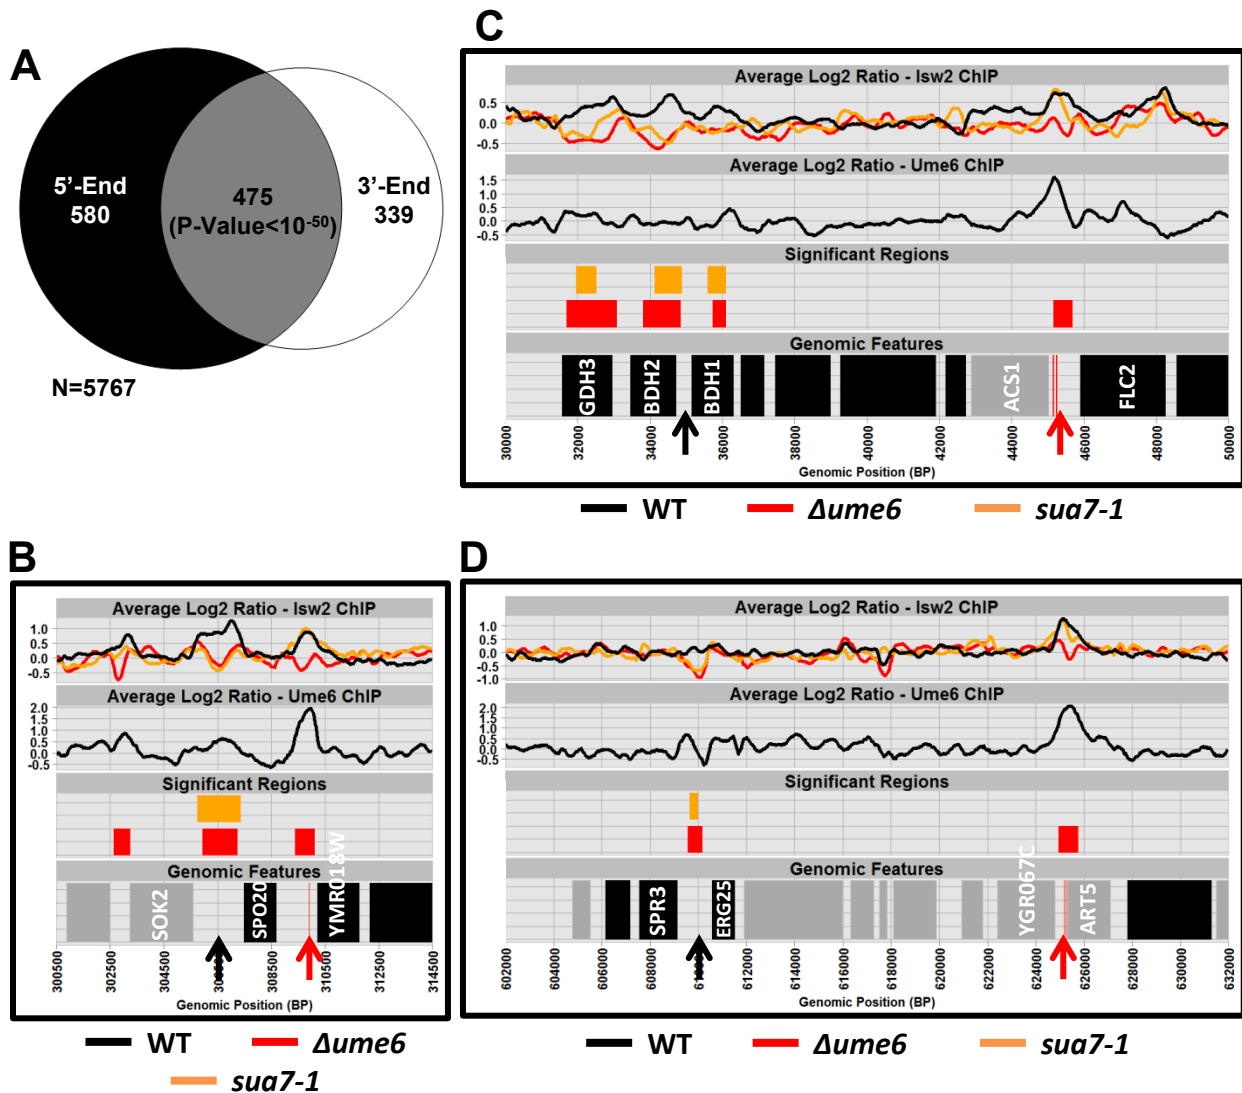 A
5'-End
580
475
(P-Value<10-50)
3'-End
339
N=5767
C
Average Log2 Ratio - Isw2 ChIP
0.5
0.0
-0.5
Average Log2 Ratio - Ume6 ChIP
1.5
1.0
0.5
0.0
-0.5
Significant Regions
Genomic Features
GDH3
BDH2
BDH1
ACS1
FLC2
30000
32000
34000
36000
38000
40000
42000
44000
46000
48000
50000
Genomic Position (BP)
WT
Δume6
sua7-1
B
Average Log2 Ratio - Isw2 ChIP
1.0
0.5
0.0
-0.5
Average Log2 Ratio - Ume6 ChIP
2.0
1.5
1.0
0.5
0.0
-0.5
Significant Regions
Genomic Features
SOK2
SPO20
YMR018W
300500
302500
304500
308500
310500
312500
314500
Genomic Position (BP)
WT
Δume6
sua7-1
D
Average Log2 Ratio - Isw2 ChIP
1.0
0.5
0.0
-0.5
-1.0
Average Log2 Ratio - Ume6 ChIP
2.0
1.5
1.0
0.5
0.0
-0.5
Significant Regions
Genomic Features
SPR3
ERG25
YGR067C
ART5
602000
604000
606000
608000
610000
612000
614000
616000
618000
620000
622000
624000
626000
628000
630000
632000
Genomic Position (BP)
WT
Δume6
sua7-1